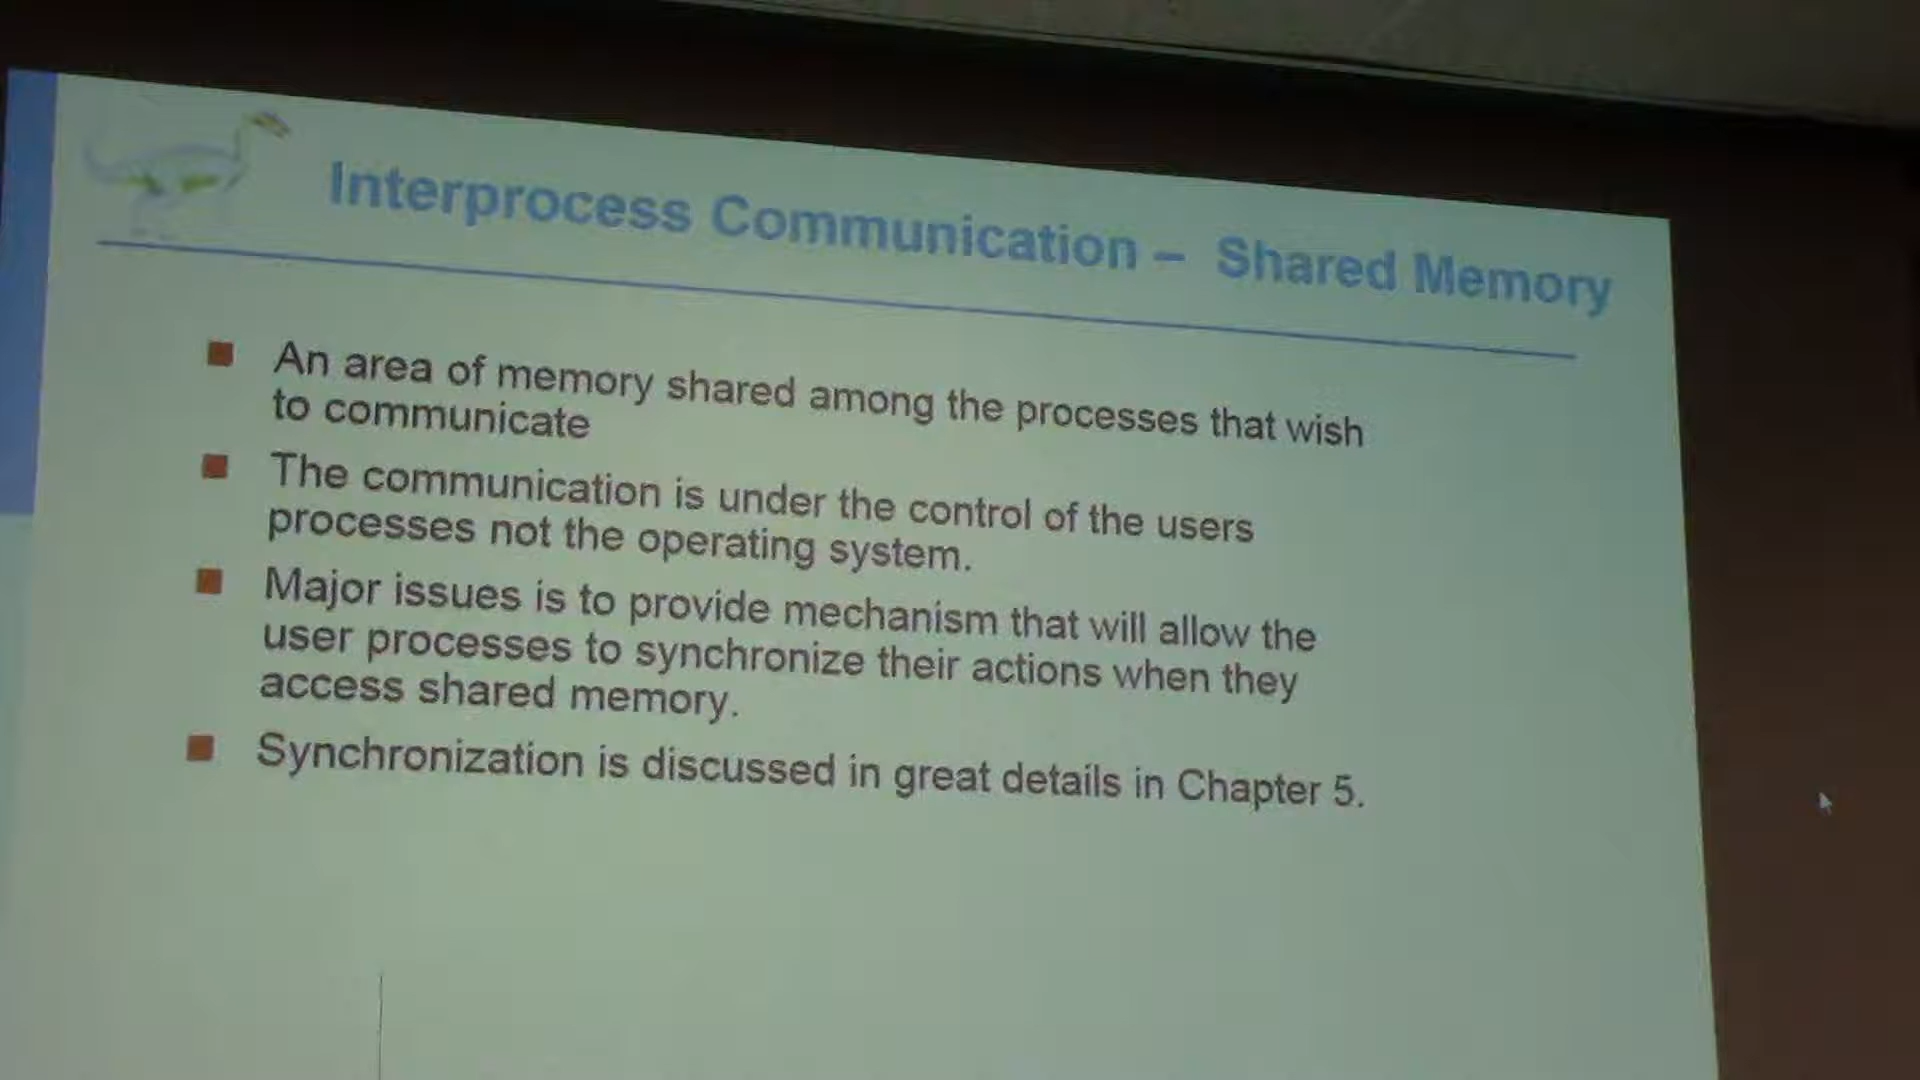 Interprocess Communication – Shared Memory
An area of memory shared among the processes that wish
to communicate
The communication is under the control of the users
processes not the operating system.
Major issues is to provide mechanism that will allow the
user processes to synchronize their actions when they
access shared memory.
Synchronization is discussed in great details in Chapter 5.